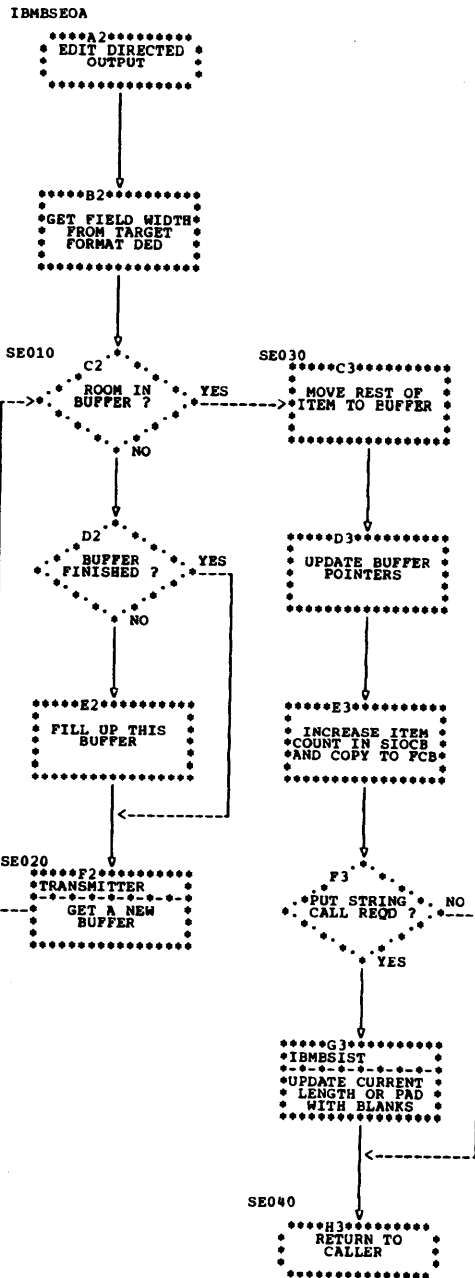 IBMBSEOA
A2
EDIT DIRECTED
OUTPUT
B2
GET FIELD WIDTH
FROM TARGET
FORMAT DED
SE010
C2
ROOM IN
BUFFER ?
YES
NO
D2
BUFFER
FINISHED ?
YES
NO
E2
FILL UP THIS
BUFFER
SE020
F2
TRANSMITTER
GET A NEW
BUFFER
SE030
C3
MOVE REST OF
ITEM TO BUFFER
D3
UPDATE BUFFER
POINTERS
E3
INCREASE ITEM
COUNT IN SIOCB
AND COPY TO FCB
F3
PUT STRING
CALL REQD ?
NO
YES
G3
IBMBSIST
UPDATE CURRENT
LENGTH OR PAD
WITH BLANKS
SE040
H3
RETURN TO
CALLER